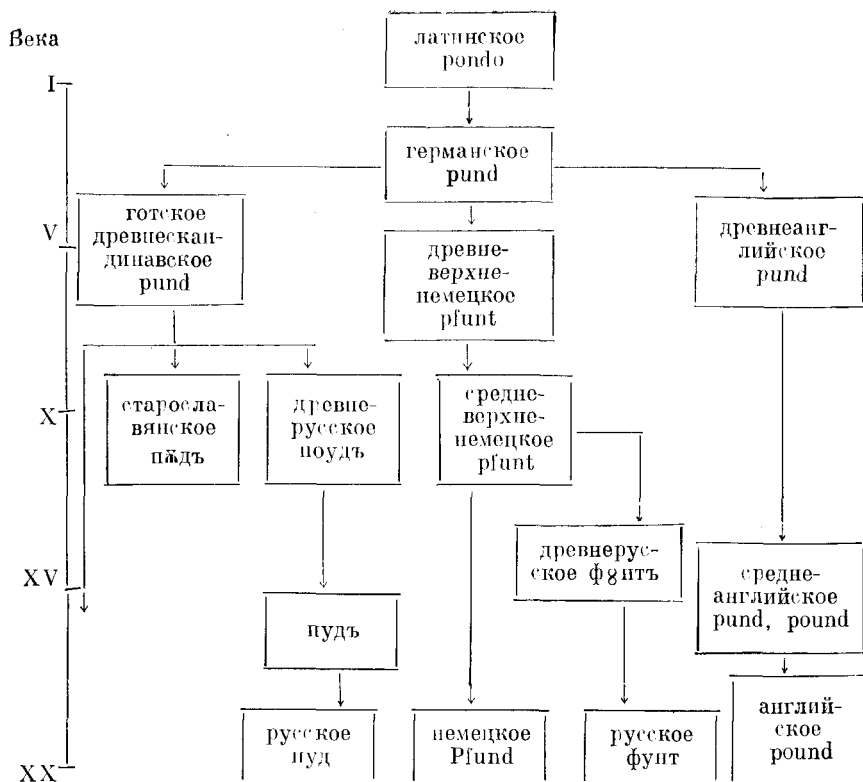 Века
латинское
pondo
I
германское
pund
готское
древнескан-
динавское
pund
V
древне-
верхне-
немецкое
pfunt
древнеанг-
лийское
pund
старосла-
вянское
пѫдъ
древне-
русское
поудъ
X
средне-
верхне-
немецкое
pfunt
древнерус-
ское фꙋнтъ
XV
средне-
английское
pund, pound
пудъ
русское
пуд
немецкое
Pfund
русское
фунт
англий-
ское
pound
XX